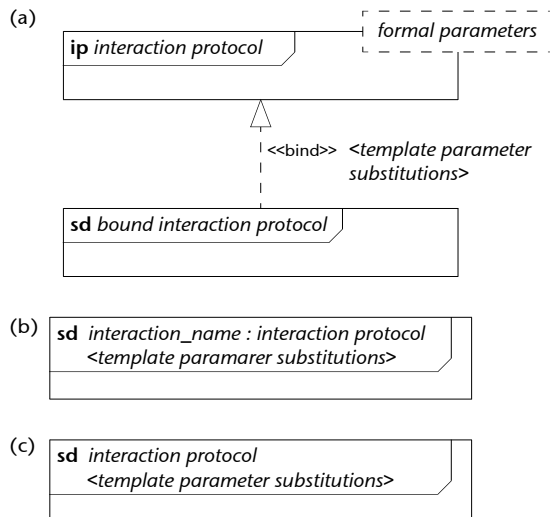 (a)
formal parameters
ip interaction protocol
<<bind>> <template parameter
substitutions>
sd bound interaction protocol
(b)
sd interaction_name : interaction protocol
<template paramarer substitutions>
(c)
sd interaction protocol
<template parameter substitutions>